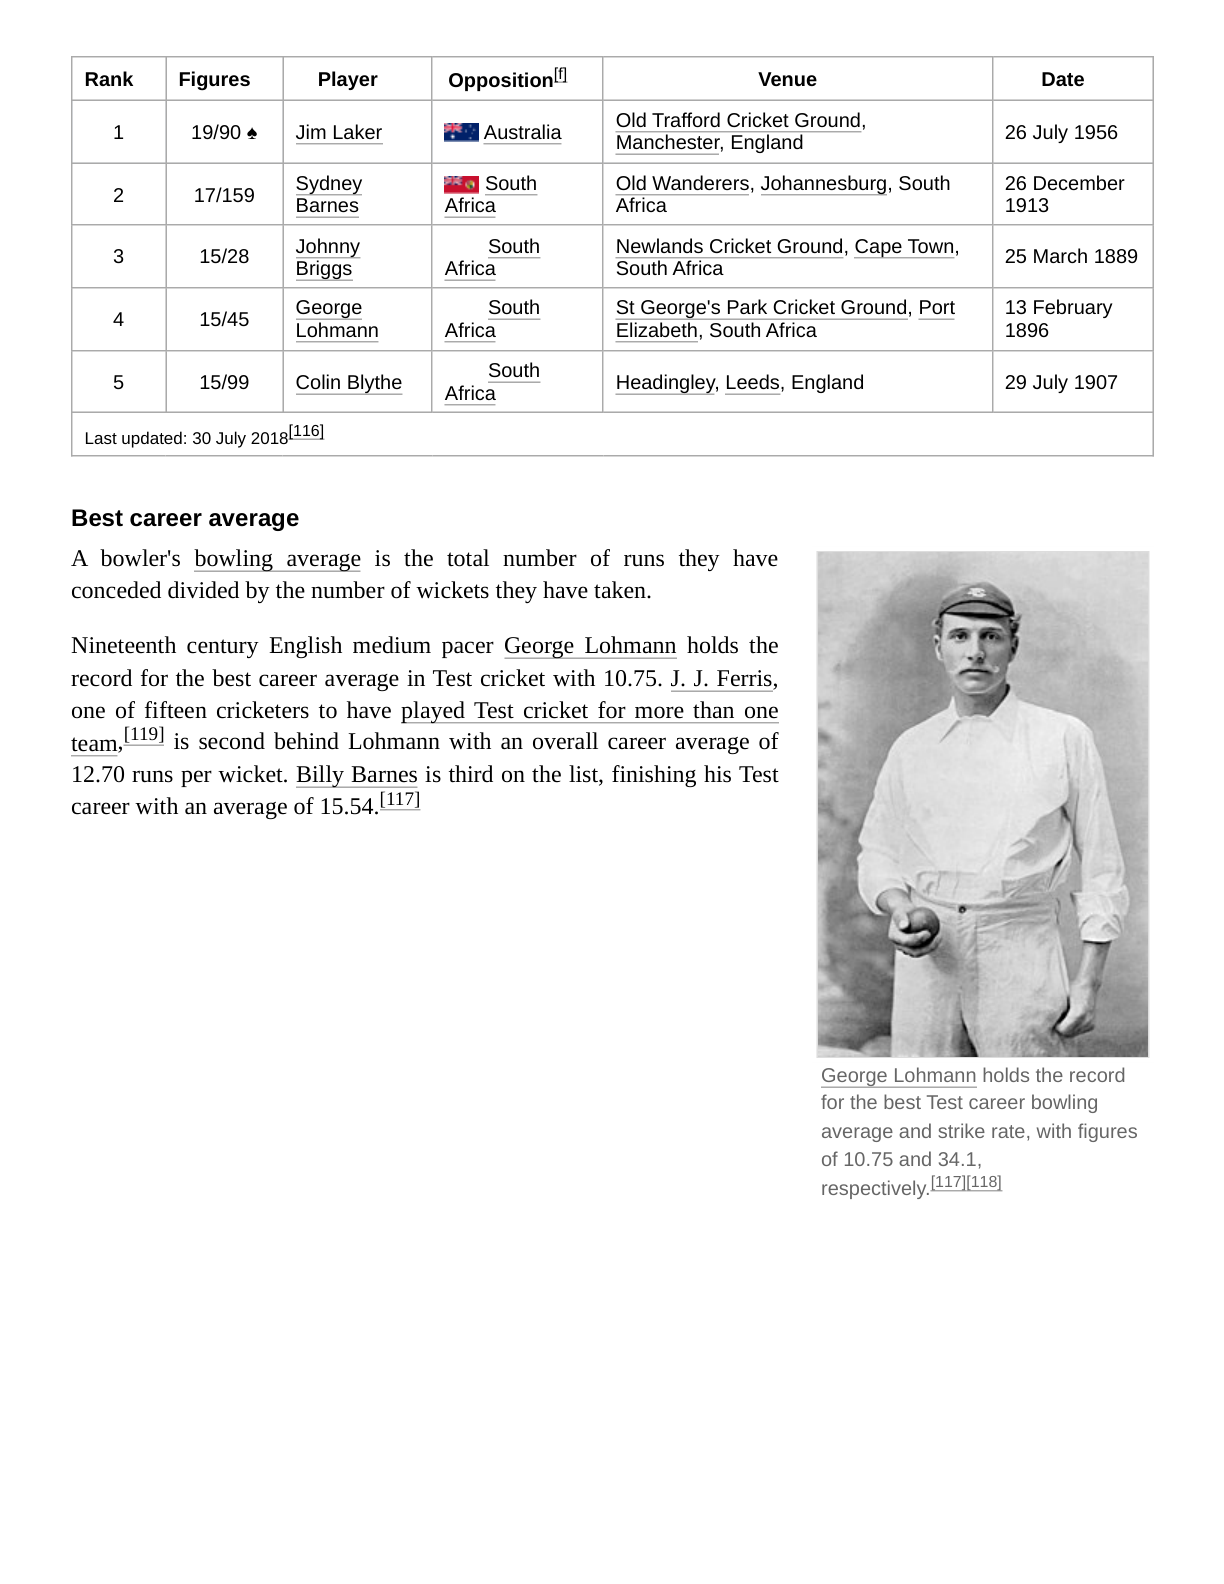 Rank Figures Player Opposition[f] Venue Date
1 19/90 ♠ Jim Laker Australia Old Trafford Cricket Ground,
Manchester, England 26 July 1956
2 17/159 Sydney
Barnes South
Africa Old Wanderers, Johannesburg, South
Africa 26 December
1913
3 15/28 Johnny
Briggs South
Africa Newlands Cricket Ground, Cape Town,
South Africa 25 March 1889
4 15/45 George
Lohmann South
Africa St George's Park Cricket Ground, Port
Elizabeth, South Africa 13 February
1896
5 15/99 Colin Blythe South
Africa Headingley, Leeds, England 29 July 1907
Last updated: 30 July 2018[116]
Best career average
A bowler's bowling average is the total number of runs they have
conceded divided by the number of wickets they have taken.
Nineteenth century English medium pacer George Lohmann holds the
record for the best career average in Test cricket with 10.75. J. J. Ferris,
one of fifteen cricketers to have played Test cricket for more than one
team,[119] is second behind Lohmann with an overall career average of
12.70 runs per wicket. Billy Barnes is third on the list, finishing his Test
career with an average of 15.54.[117]
George Lohmann holds the record
for the best Test career bowling
average and strike rate, with figures
of 10.75 and 34.1,
respectively.[117][118]